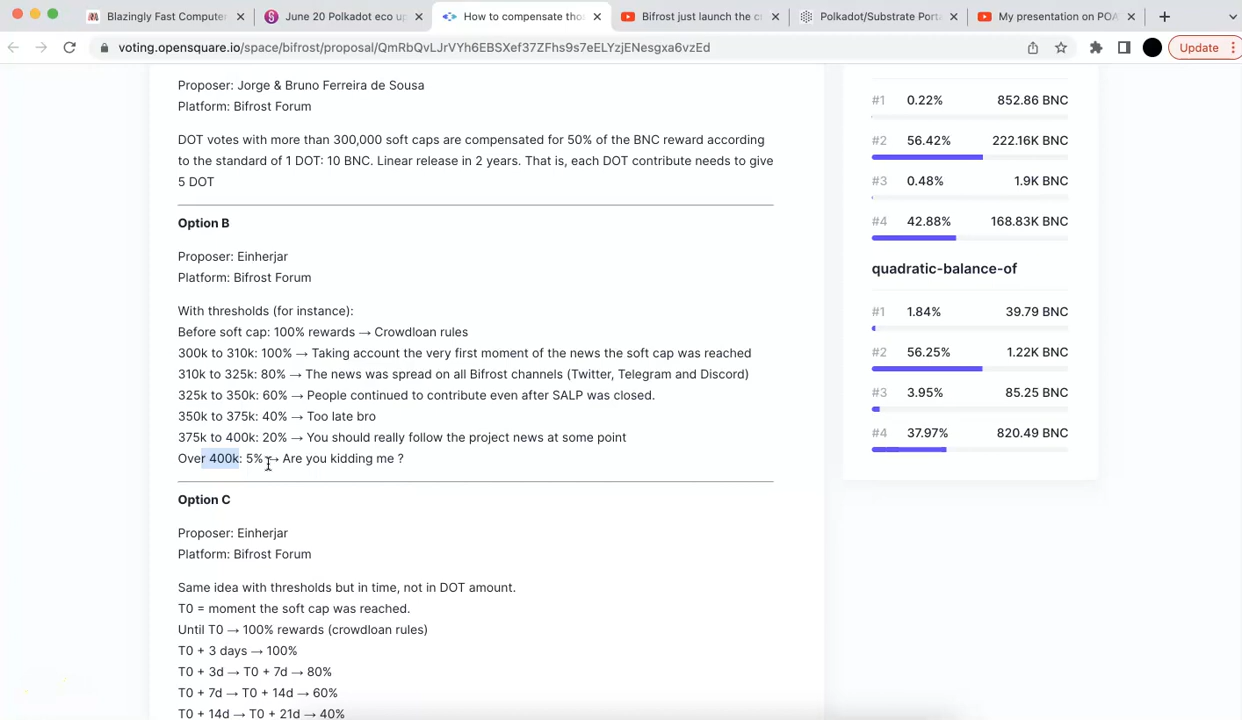 Blazingly Fast Computer
June 20 Polkadot eco up
How to compensate tho
Bifrost just launch the c
Polkadot/Substrate Port
My presentation on POA
voting.opensquare.io/space/bifrost/proposal/QmRbQvLJrVYh6EBSXef37ZFhs9s7eELYzjENesgxa6vzEd
Update
Proposer: Jorge & Bruno Ferreira de Sousa
Platform: Bifrost Forum
DOT votes with more than 300,000 soft caps are compensated for 50% of the BNC reward according
to the standard of 1 DOT: 10 BNC. Linear release in 2 years. That is, each DOT contribute needs to give
5 DOT
Option B
Proposer: Einherjar
Platform: Bifrost Forum
With thresholds (for instance):
Before soft cap: 100% rewards → Crowdloan rules
300k to 310k: 100% → Taking account the very first moment of the news the soft cap was reached
310k to 325k: 80% → The news was spread on all Bifrost channels (Twitter, Telegram and Discord)
325k to 350k: 60% → People continued to contribute even after SALP was closed.
350k to 375k: 40% → Too late bro
375k to 400k: 20% → You should really follow the project news at some point
Over 400k: 5% → Are you kidding me ?
Option C
Proposer: Einherjar
Platform: Bifrost Forum
Same idea with thresholds but in time, not in DOT amount.
T0 = moment the soft cap was reached.
Until T0 → 100% rewards (crowdloan rules)
T0 + 3 days → 100%
T0 + 3d → T0 + 7d → 80%
T0 + 7d → T0 + 14d → 60%
T0 + 14d → T0 + 21d → 40%
#1 0.22% 852.86 BNC
#2 56.42% 222.16K BNC
#3 0.48% 1.9K BNC
#4 42.88% 168.83K BNC
quadratic-balance-of
#1 1.84% 39.79 BNC
#2 56.25% 1.22K BNC
#3 3.95% 85.25 BNC
#4 37.97% 820.49 BNC